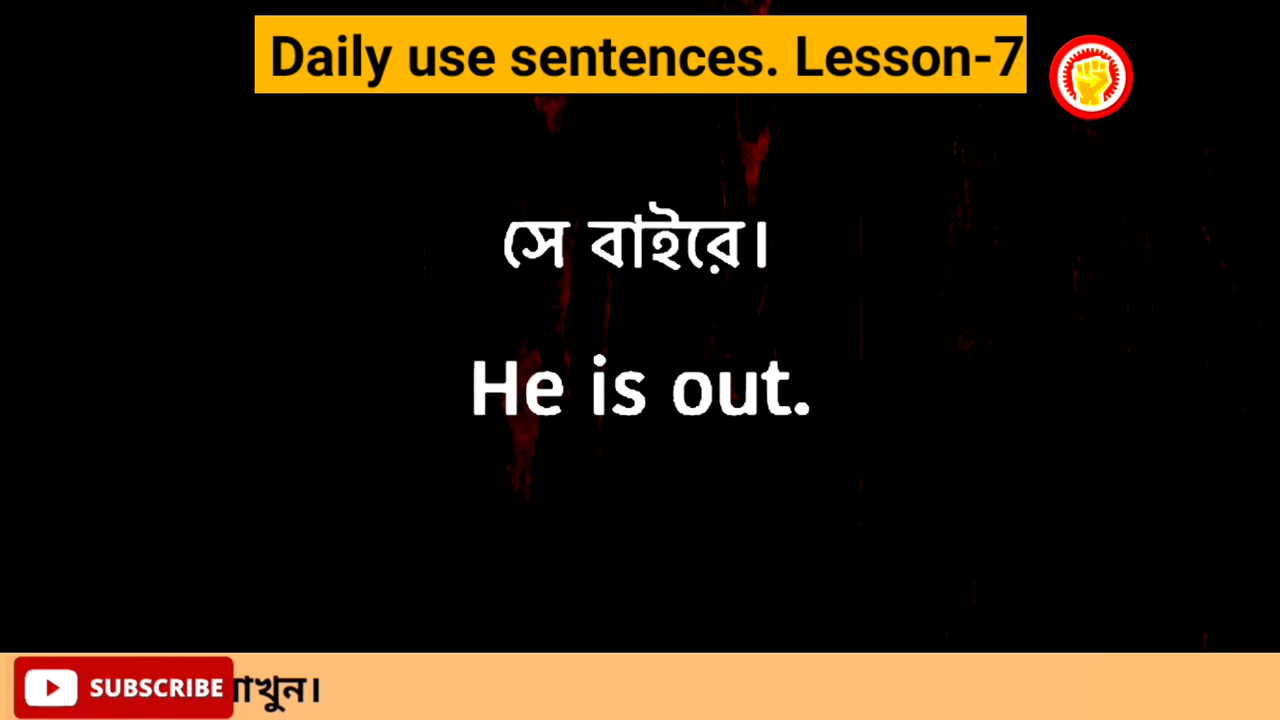 Daily use sentences. Lesson-7
সে বাইরে।
He is out.
SUBSCRIBE